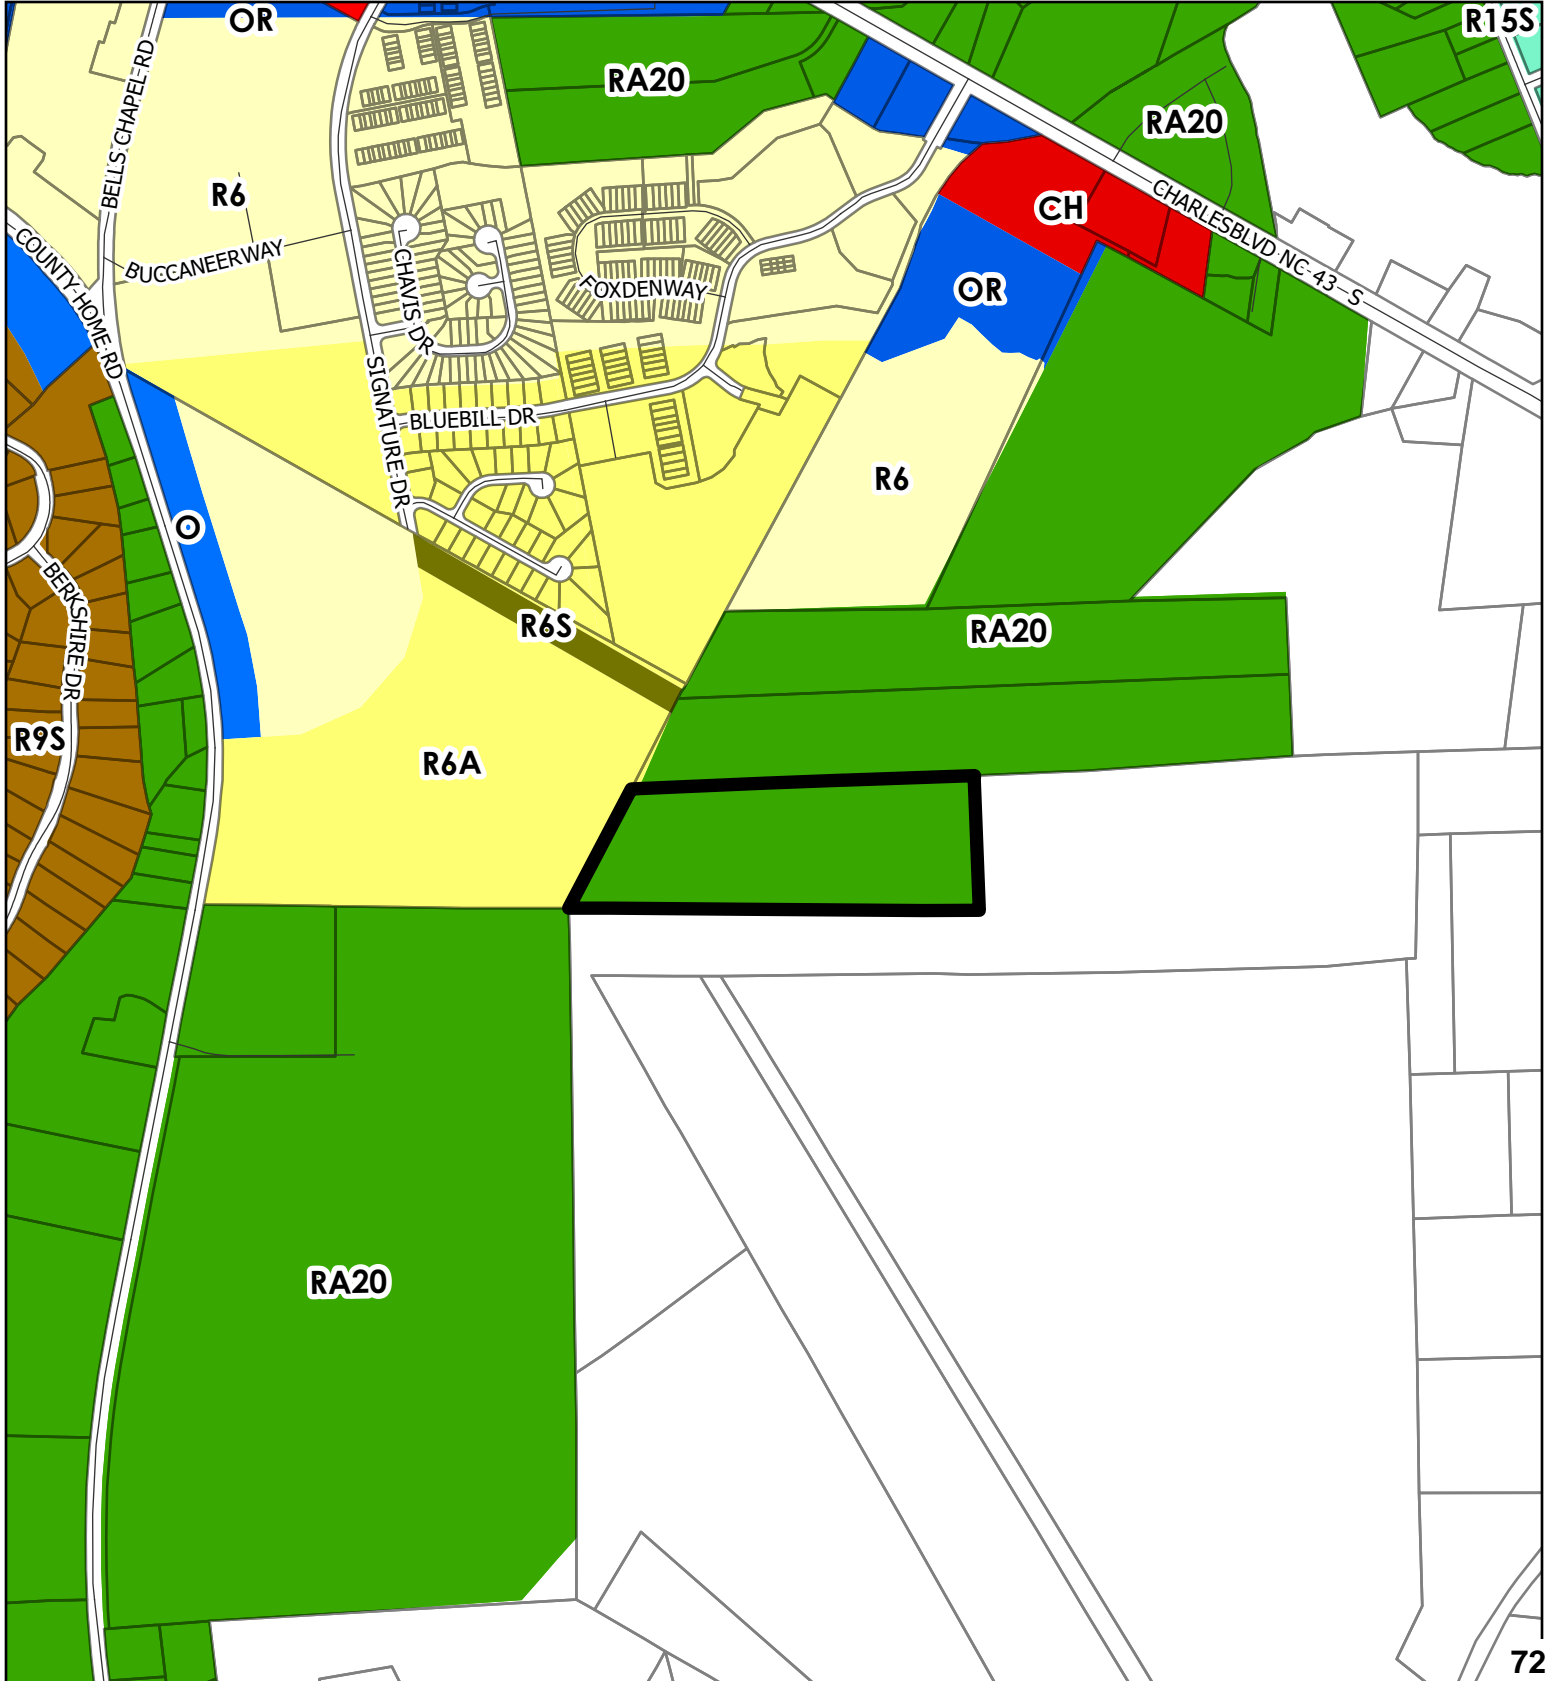 OR
R15S
RA20
RA20
BELLS CHAPEL RD
R6
CHARLESBLVD NC 43 S
CH
COUNTY HOME RD
BUCCANEERWAY
CHAVIS DR
FOXDENWAY
OR
SIGNATURE DR
BLUEBILL DR
R6
O
BERKSHIRE DR
R6S
RA20
R9S
R6A
RA20
72